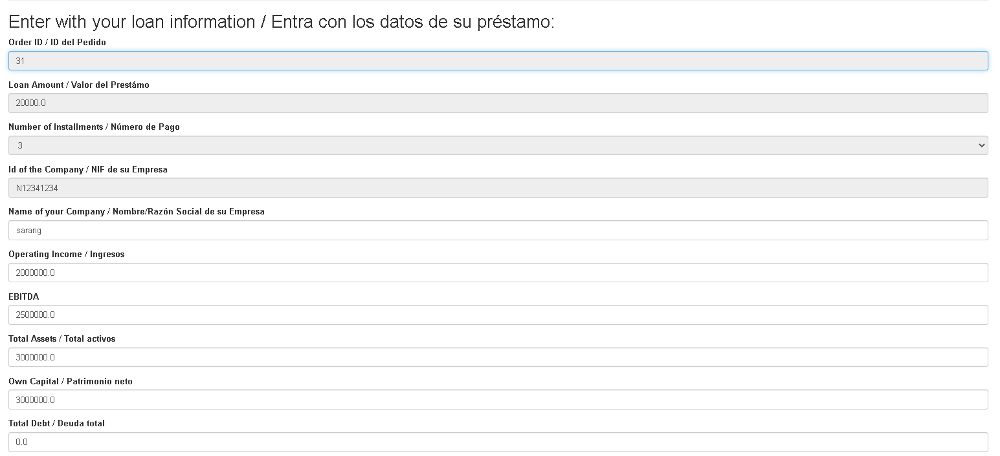 Enter with your loan information / Entra con los datos de su préstamo:
Order ID / ID del Pedido
31
Loan Amount / Valor del Prestámo
20000.0
Number of Installments / Número de Pago
3
Id of the Company / NIF de su Empresa
N12341234
Name of your Company / Nombre/Razón Social de su Empresa
sarang
Operating Income / Ingresos
2000000.0
EBITDA
2500000.0
Total Assets / Total activos
3000000.0
Own Capital / Patrimonio neto
3000000.0
Total Debt / Deuda total
0.0